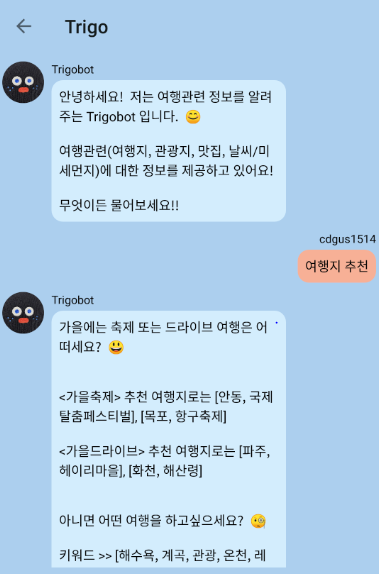 Trigo
Trigobot
안녕하세요! 저는 여행관련 정보를 알려
주는 Trigobot 입니다. 😊
여행관련(여행지, 관광지, 맛집, 날씨/미
세먼지)에 대한 정보를 제공하고 있어요!
무엇이든 물어보세요!!
cdgus1514
여행지 추천
Trigobot
가을에는 축제 또는 드라이브 여행은 어
떠세요? 😃
<가을축제> 추천 여행지로는 [안동, 국제
탈춤페스티벌], [목포, 항구축제]
<가을드라이브> 추천 여행지로는 [파주,
헤이리마을], [화천, 해산령]
아니면 어떤 여행을 하고싶으세요? 🧐
키워드 >> [해수욕, 계곡, 관광, 온천, 레